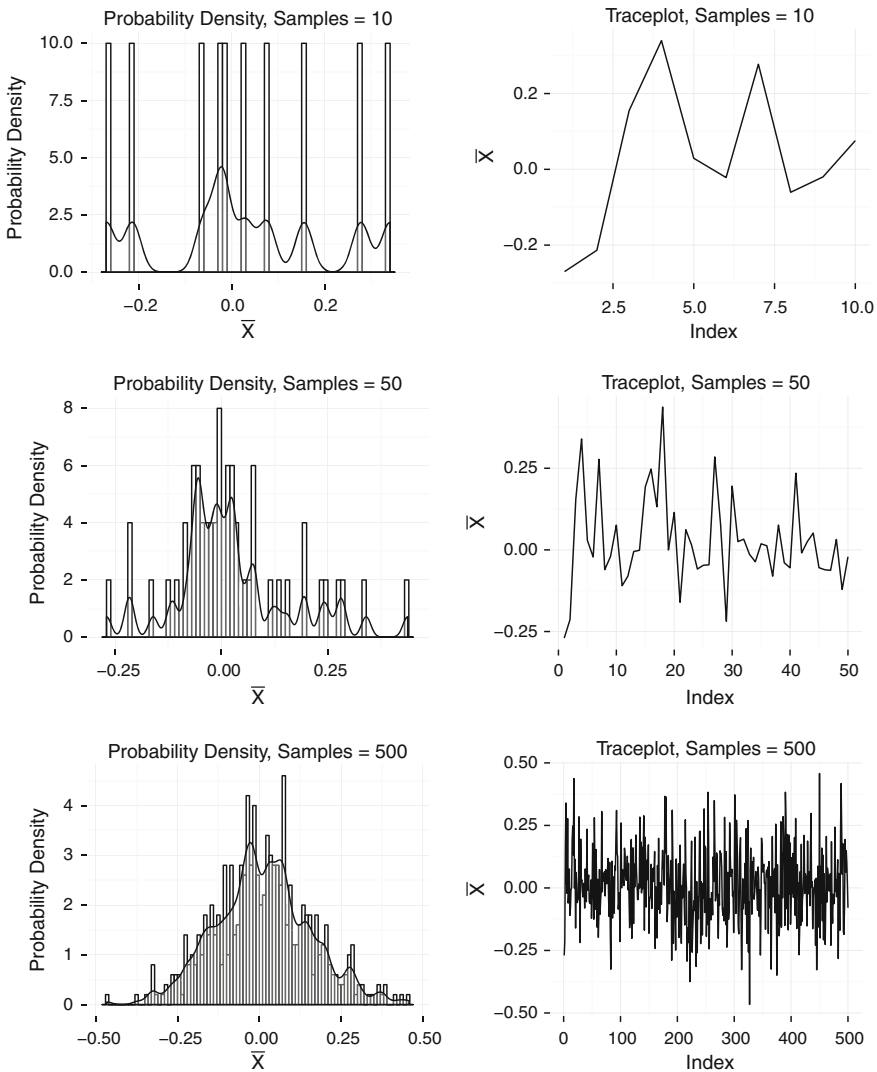 Probability Density, Samples = 10
Probability Density
10.0
7.5
5.0
2.5
0.0
−0.2
0.0
0.2
X̅
Traceplot, Samples = 10
X̅
0.2
0.0
−0.2
2.5
5.0
7.5
10.0
Index
Probability Density, Samples = 50
Probability Density
8
6
4
2
0
−0.25
0.00
0.25
X̅
Traceplot, Samples = 50
X̅
0.25
0.00
−0.25
0
10
20
30
40
50
Index
Probability Density, Samples = 500
Probability Density
4
3
2
1
0
−0.50
−0.25
0.00
0.25
0.50
X̅
Traceplot, Samples = 500
X̅
0.50
0.25
0.00
−0.25
−0.50
0
100
200
300
400
500
Index